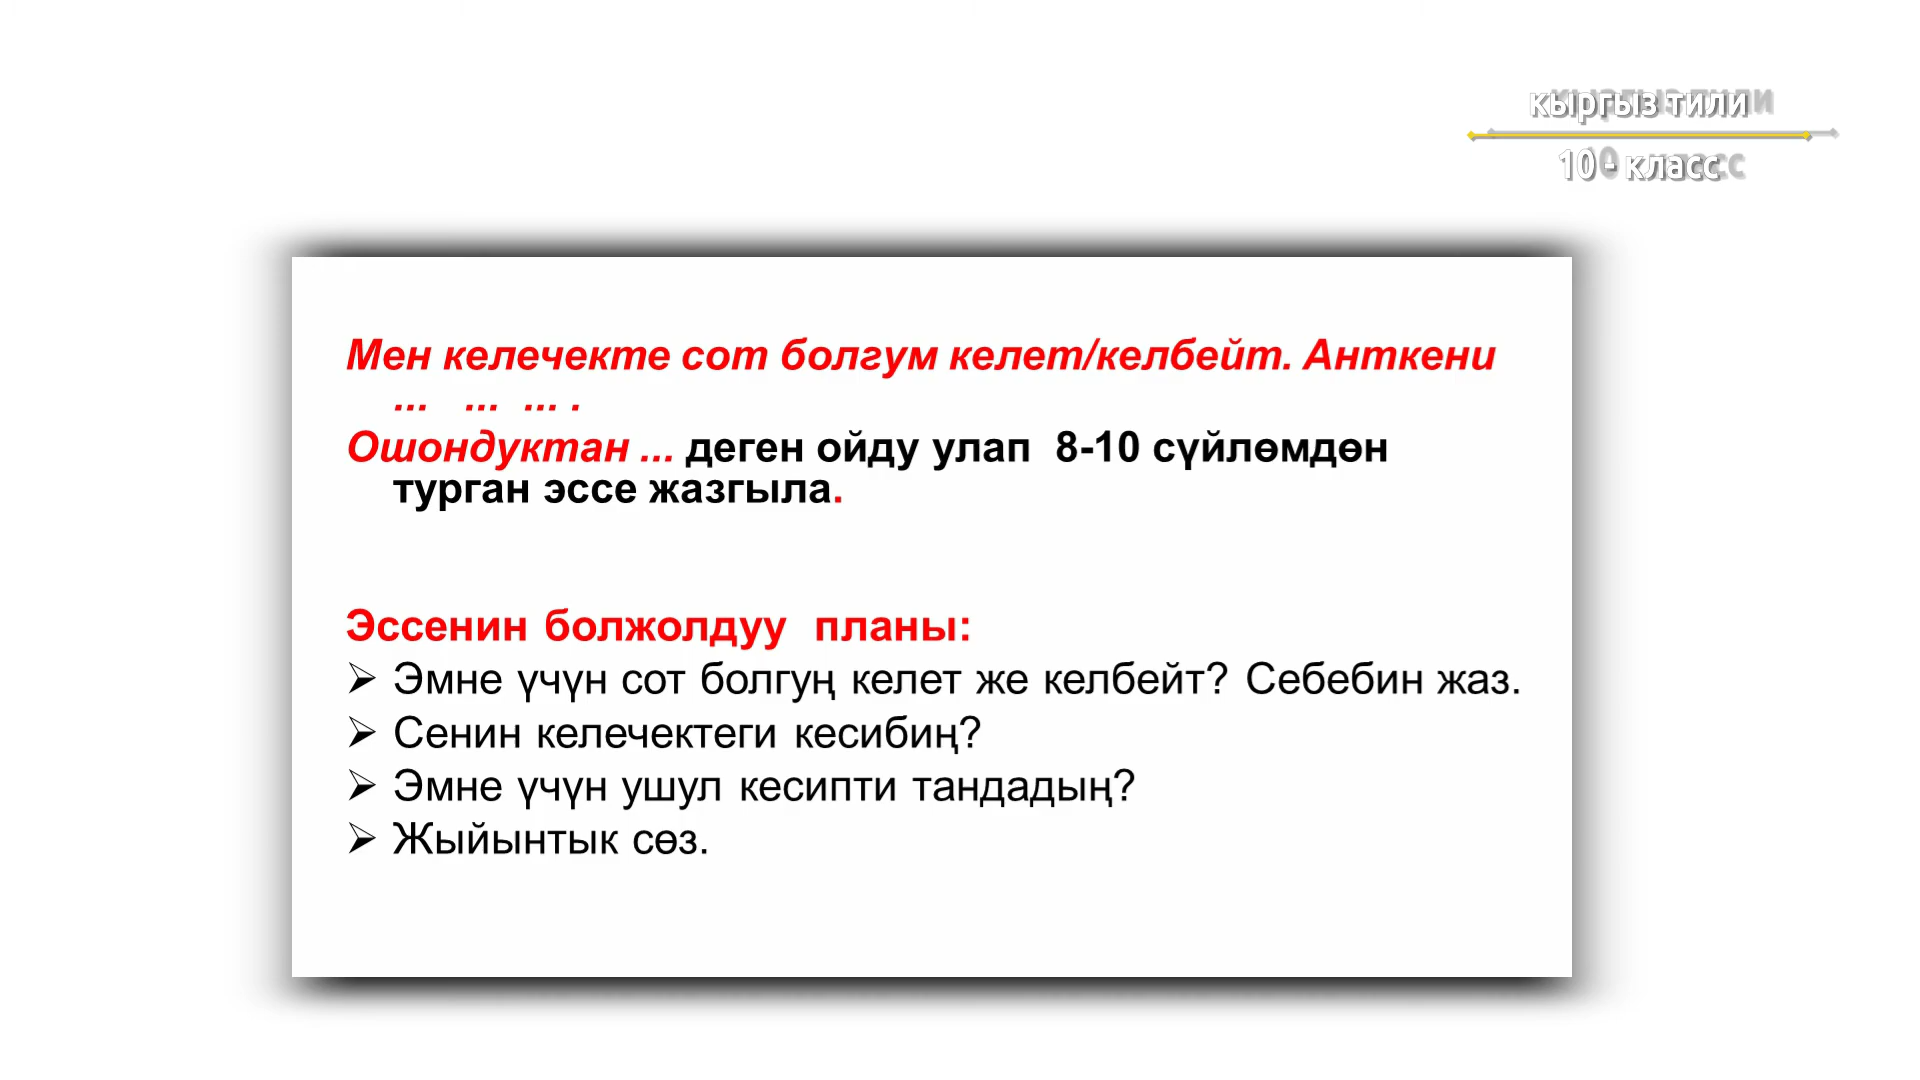 кыргыз тили
10 - класс
Мен келечекте сот болгум келет/келбейт. Анткени
... ... ... .
Ошондуктан ... деген ойду улап 8-10 сүйлөмдөн
турган эссе жазгыла.
Эссенин болжолдуу планы:
➢ Эмне үчүн сот болгуң келет же келбейт? Себебин жаз.
➢ Сенин келечектеги кесибиң?
➢ Эмне үчүн ушул кесипти тандадың?
➢ Жыйынтык сөз.